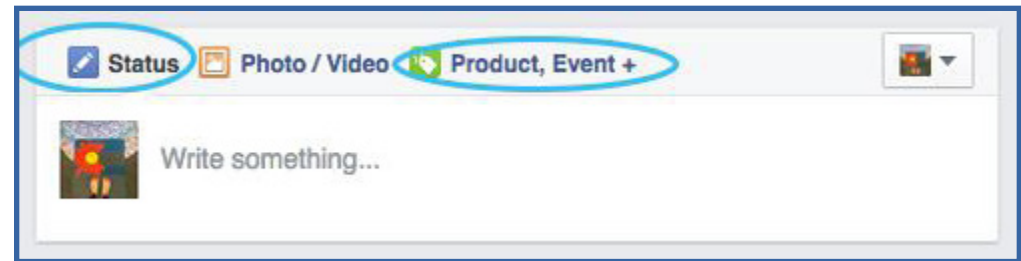 Status Photo / Video Product, Event +
Write something...